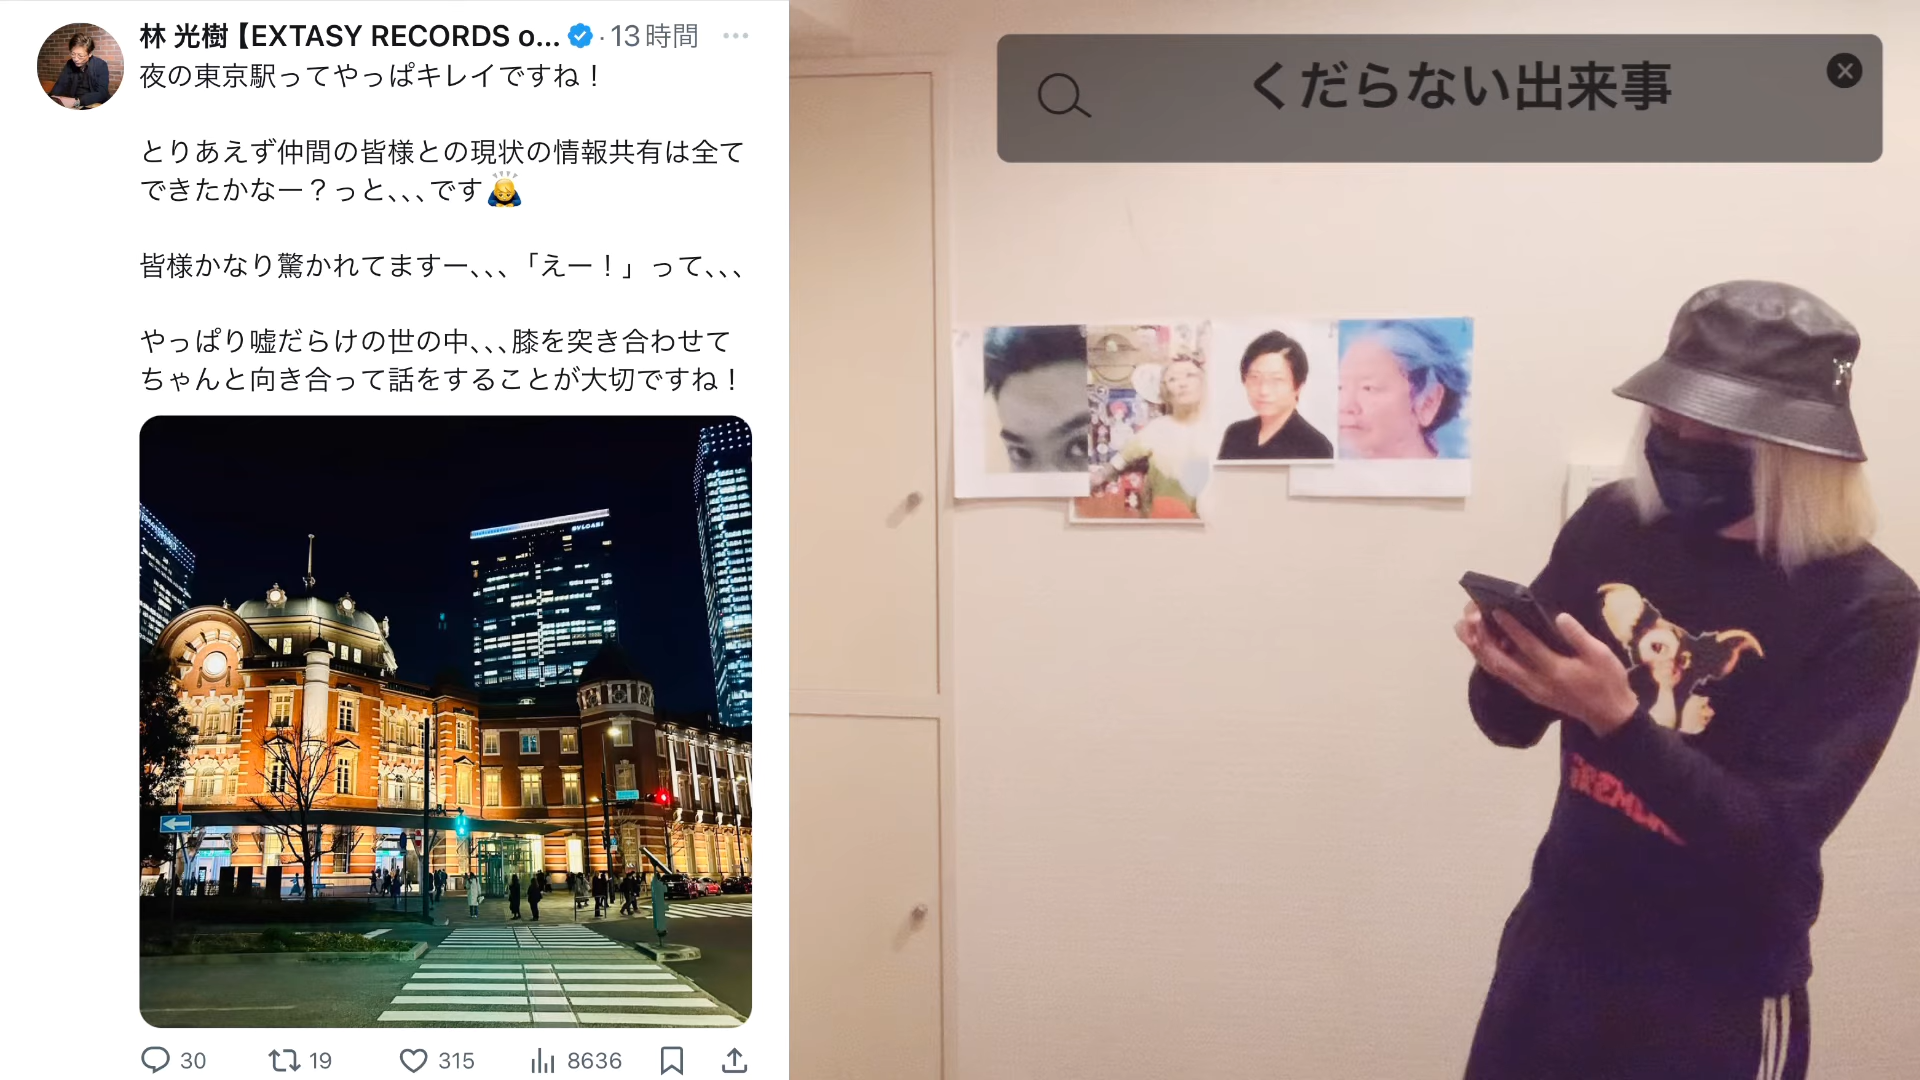 林 光樹【EXTASY RECORDS o... · 13時間
夜の東京駅ってやっぱキレイですね！
とりあえず仲間の皆様との現状の情報共有は全て
できたかなー？っと､､､です
皆様かなり驚かれてますー､､､「えー！」って､､､
やっぱり嘘だらけの世の中､､､膝を突き合わせて
ちゃんと向き合って話をすることが大切ですね！
BVLGARI
30 19 315 8636
くだらない出来事
GREMLIN